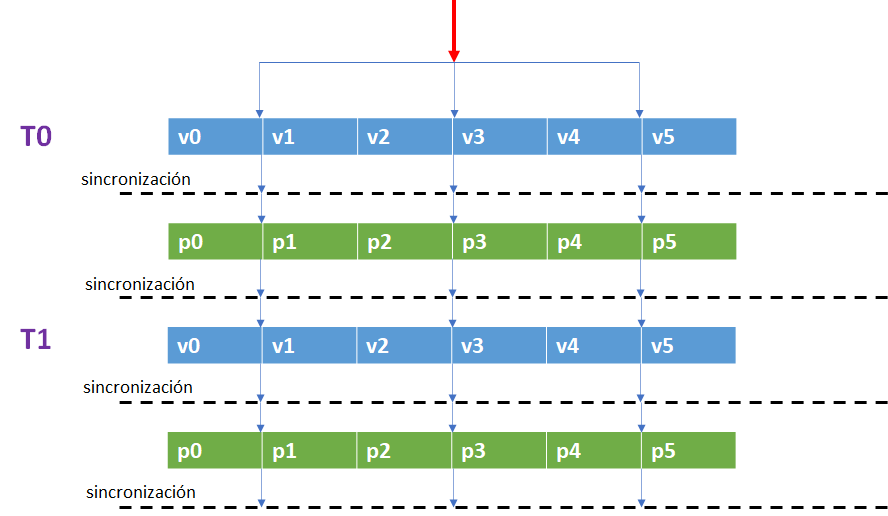 T0
v0 v1 v2 v3 v4 v5
sincronización
p0 p1 p2 p3 p4 p5
sincronización
T1
v0 v1 v2 v3 v4 v5
sincronización
p0 p1 p2 p3 p4 p5
sincronización